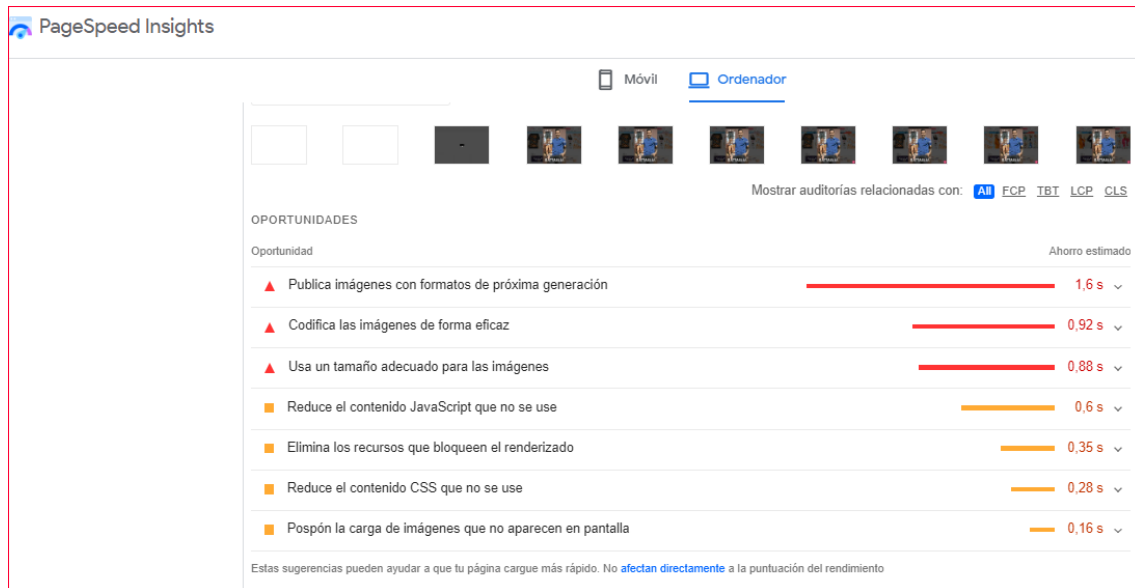 PageSpeed Insights
Móvil Ordenador
Mostrar auditorías relacionadas con: All FCP TBT LCP CLS
OPORTUNIDADES
Oportunidad Ahorro estimado
Publica imágenes con formatos de próxima generación 1,6 s
Codifica las imágenes de forma eficaz 0,92 s
Usa un tamaño adecuado para las imágenes 0,88 s
Reduce el contenido JavaScript que no se use 0,6 s
Elimina los recursos que bloqueen el renderizado 0,35 s
Reduce el contenido CSS que no se use 0,28 s
Pospón la carga de imágenes que no aparecen en pantalla 0,16 s
Estas sugerencias pueden ayudar a que tu página cargue más rápido. No afectan directamente a la puntuación del rendimiento